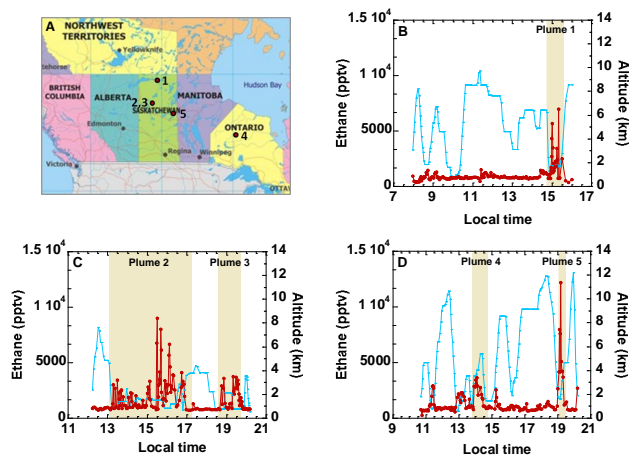 A
NORTHWEST
TERRITORIES
Yellowknife
1
Hudson Bay
BRITISH
COLUMBIA
ALBERTA
2,3
MANITOBA
SASKATCHEWAN
5
Edmonton
ONTARIO
4
Victoria
Regina
Winnipeg
OTTAW
B
Plume 1
Ethane (pptv)
1.5 10⁴
1 10⁴
5000
0
Altitude (km)
14
12
10
8
6
4
2
0
7 9 11 13 15 17
Local time
C
Plume 2
Plume 3
Ethane (pptv)
1.5 10⁴
1 10⁴
5000
0
Altitude (km)
14
12
10
8
6
4
2
0
11 13 15 17 19 21
Local time
D
Plume 4
Plume 5
Ethane (pptv)
1.5 10⁴
1 10⁴
5000
0
Altitude (km)
14
12
10
8
6
4
2
0
9 11 13 15 17 19 21
Local time